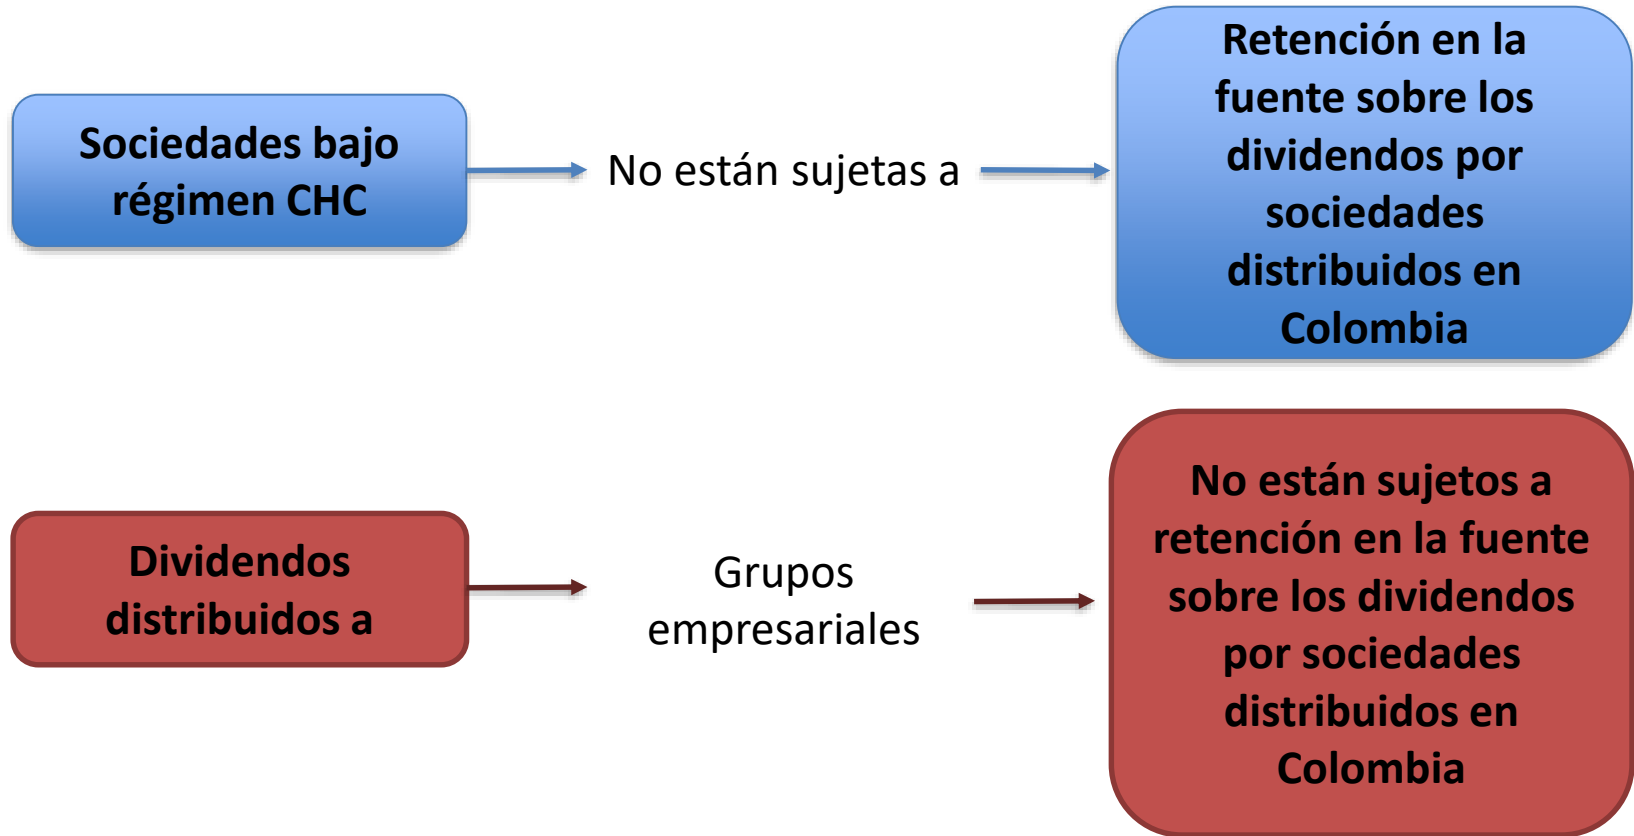 Sociedades bajo
régimen CHC
No están sujetas a
Retención en la
fuente sobre los
dividendos por
sociedades
distribuidos en
Colombia
Dividendos
distribuidos a
Grupos
empresariales
No están sujetos a
retención en la fuente
sobre los dividendos
por sociedades
distribuidos en
Colombia